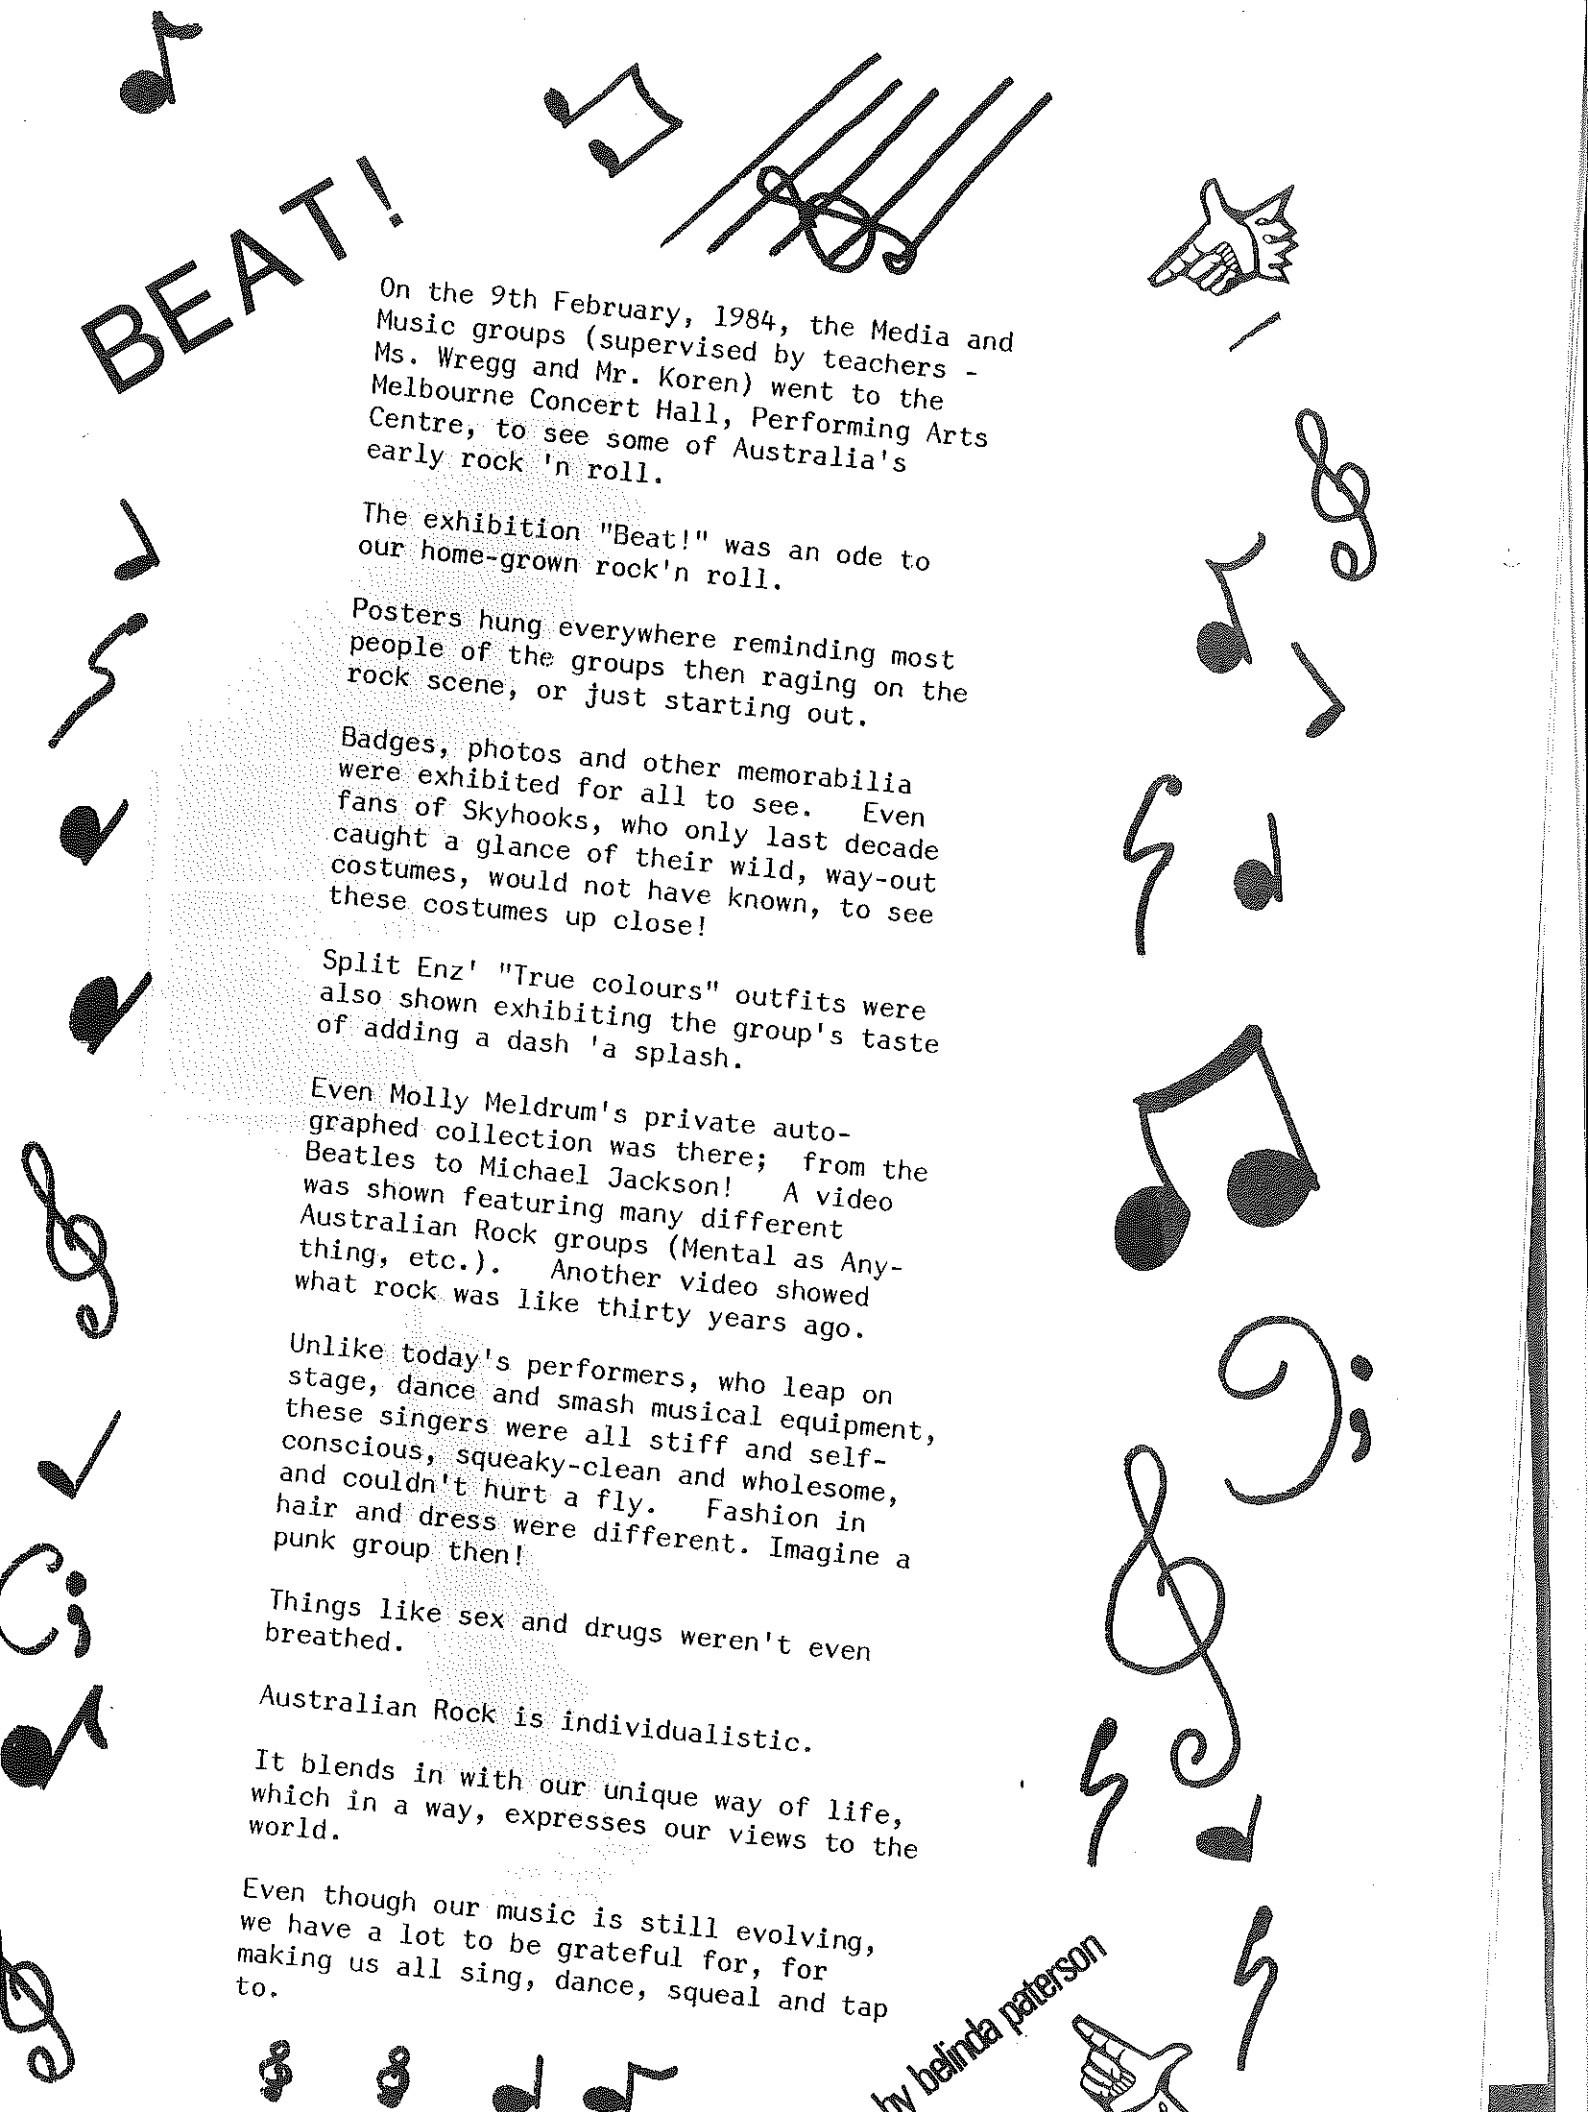 BEAT!
On the 9th February, 1984, the Media and
Music groups (supervised by teachers -
Ms. Wregg and Mr. Koren) went to the
Melbourne Concert Hall, Performing Arts
Centre, to see some of Australia's
early rock 'n roll.
The exhibition "Beat!" was an ode to
our home-grown rock'n roll.
Posters hung everywhere reminding most
people of the groups then raging on the
rock scene, or just starting out.
Badges, photos and other memorabilia
were exhibited for all to see.   Even
fans of Skyhooks, who only last decade
caught a glance of their wild, way-out
costumes, would not have known, to see
these costumes up close!
Split Enz' "True colours" outfits were
also shown exhibiting the group's taste
of adding a dash 'a splash.
Even Molly Meldrum's private auto-
graphed collection was there;  from the
Beatles to Michael Jackson!   A video
was shown featuring many different
Australian Rock groups (Mental as Any-
thing, etc.).   Another video showed
what rock was like thirty years ago.
Unlike today's performers, who leap on
stage, dance and smash musical equipment,
these singers were all stiff and self-
conscious, squeaky-clean and wholesome,
and couldn't hurt a fly.   Fashion in
hair and dress were different. Imagine a
punk group then!
Things like sex and drugs weren't even
breathed.
Australian Rock is individualistic.
It blends in with our unique way of life,
which in a way, expresses our views to the
world.
Even though our music is still evolving,
we have a lot to be grateful for, for
making us all sing, dance, squeal and tap
to.
by belinda paterson